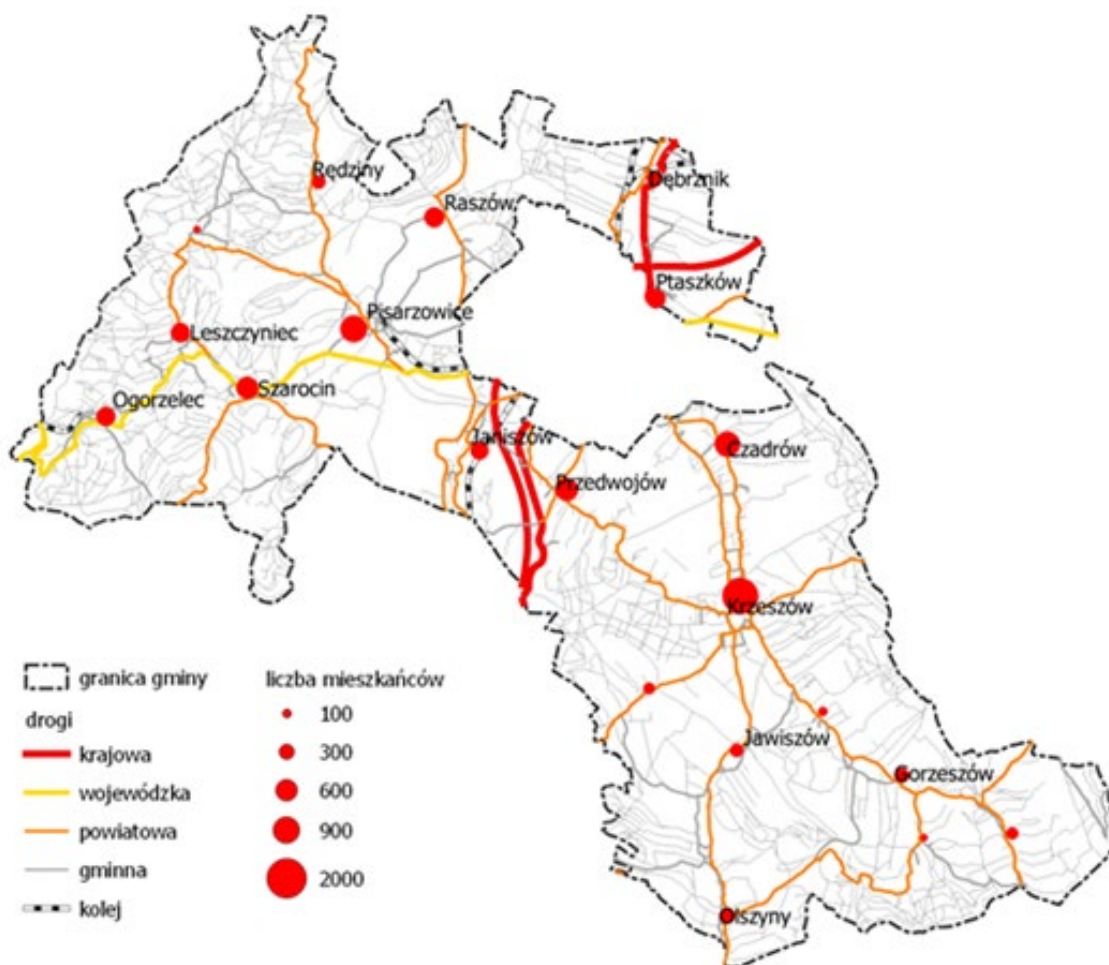 Rędziny
Dębrznik
Raszów
Ptaszków
Pisarzowice
Leszczyniec
Szarocin
Ogorzelec
Janiszów
Czadrów
Przedwojów
Krzeszów
Jawiszów
Gorzeszów
Olszyny
granica gminy
drogi
krajowa
wojewódzka
powiatowa
gminna
kolej
liczba mieszkańców
100
300
600
900
2000